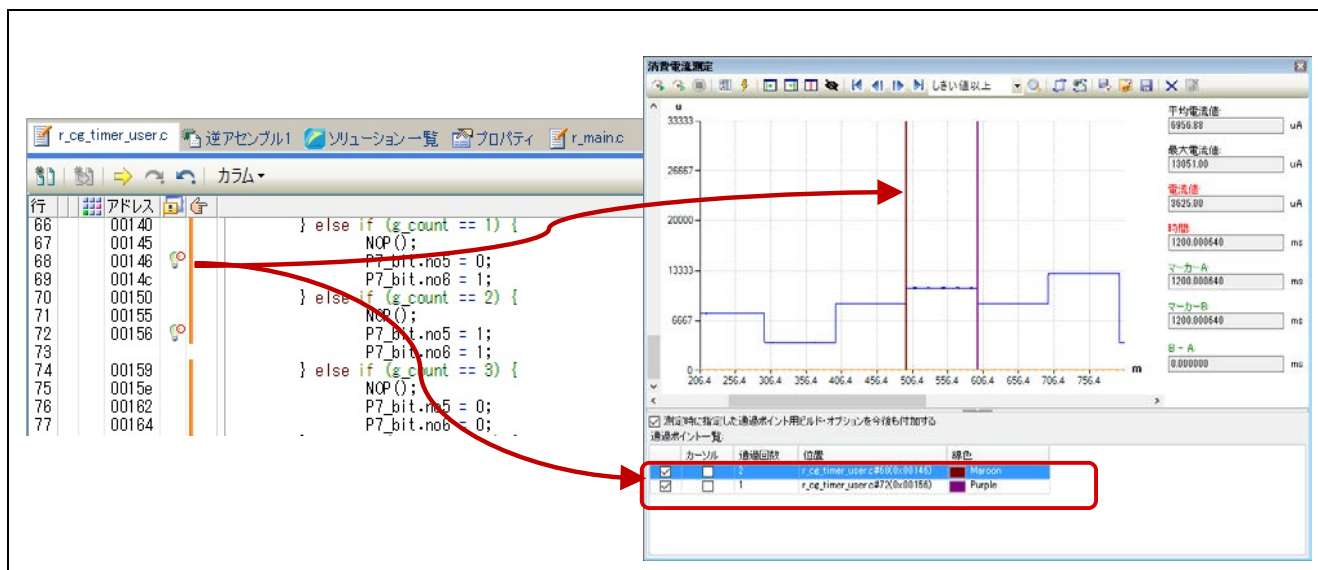 r_cg_timer_user.c 逆アセンブル1 ソリューション一覧 プロパティ r_main.c
カラム
行 アドレス
66 00140 } else if (g_count == 1) {
67 00145 NOP();
68 00146 P7_bit.no5 = 0;
69 0014c P7_bit.no6 = 1;
70 00150 } else if (g_count == 2) {
71 00155 NOP();
72 00156 P7_bit.no5 = 1;
73 P7_bit.no6 = 1;
74 00159 } else if (g_count == 3) {
75 0015e NOP();
76 00162 P7_bit.no5 = 0;
77 00164 P7_bit.no6 = 0;
消費電流測定
しきい値以上
u
33333
26667
20000
13333
6667
0
206.4 256.4 306.4 356.4 406.4 456.4 506.4 556.4 606.4 656.4 706.4 756.4
m
平均電流値:
6956.88 uA
最大電流値:
13051.00 uA
電流値:
3625.00 uA
時間:
1200.000640 ms
マーカーA:
1200.000640 ms
マーカーB:
1200.000640 ms
B - A:
0.000000 ms
測定時に指定した通過ポイント用ビルド・オプションを今後も付加する
通過ポイント一覧:
カーソル 通過回数 位置 線色
2 r_cg_timer_user.c#68(0x00146) Maroon
1 r_cg_timer_user.c#72(0x00156) Purple